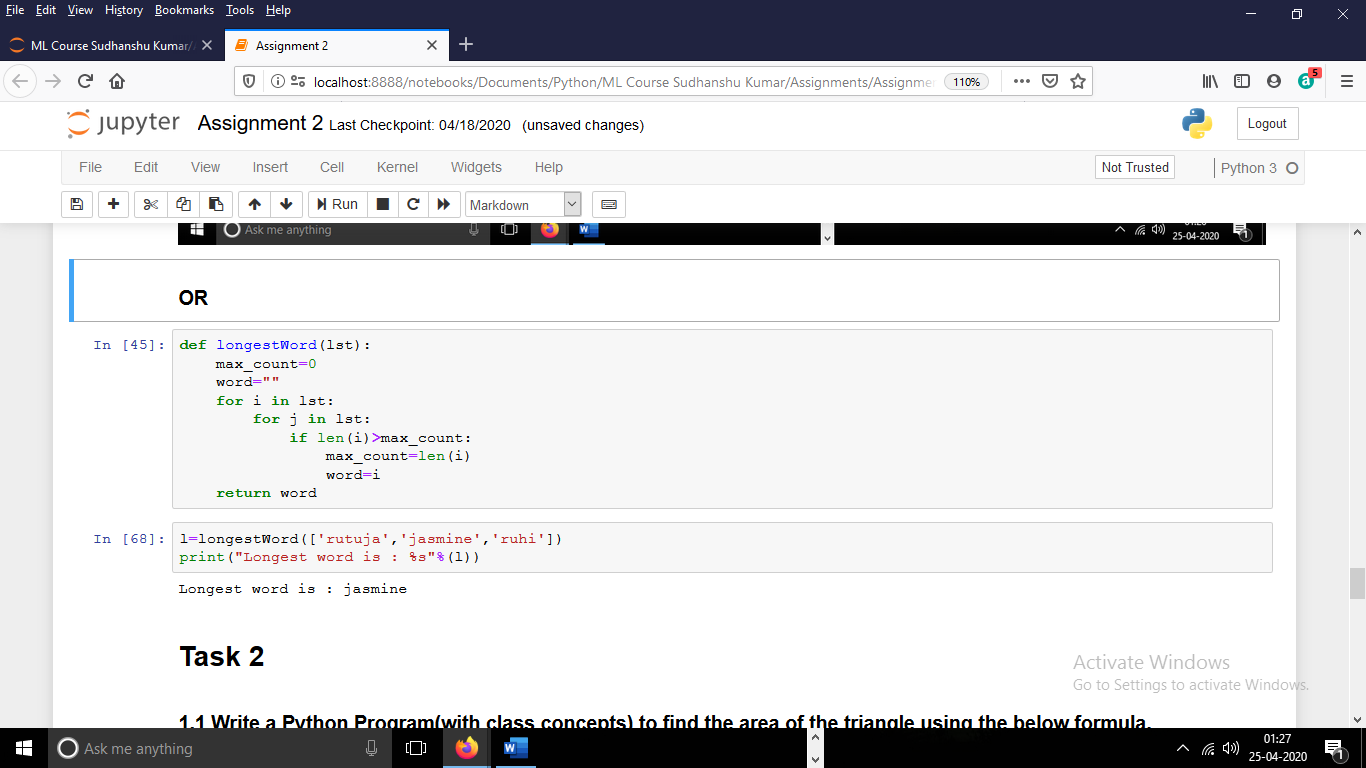 File Edit View History Bookmarks Tools Help
ML Course Sudhanshu Kumar/
Assignment 2
localhost:8888/notebooks/Documents/Python/ML Course Sudhanshu Kumar/Assignments/Assignme
110%
5
jupyter Assignment 2 Last Checkpoint: 04/18/2020 (unsaved changes)
Logout
File Edit View Insert Cell Kernel Widgets Help
Not Trusted
Python 3
Run
Markdown
Ask me anything
25-04-2020
1
OR
In [45]: def longestWord(lst):
    max_count=0
    word=""
    for i in lst:
        for j in lst:
            if len(i)>max_count:
                max_count=len(i)
                word=i
    return word
In [68]: l=longestWord(['rutuja','jasmine','ruhi'])
print("Longest word is : %s"%(l))
Longest word is : jasmine
Task 2
Activate Windows
Go to Settings to activate Windows.
1.1 Write a Python Program(with class concepts) to find the area of the triangle using the below formula.
Ask me anything
01:27
25-04-2020
1